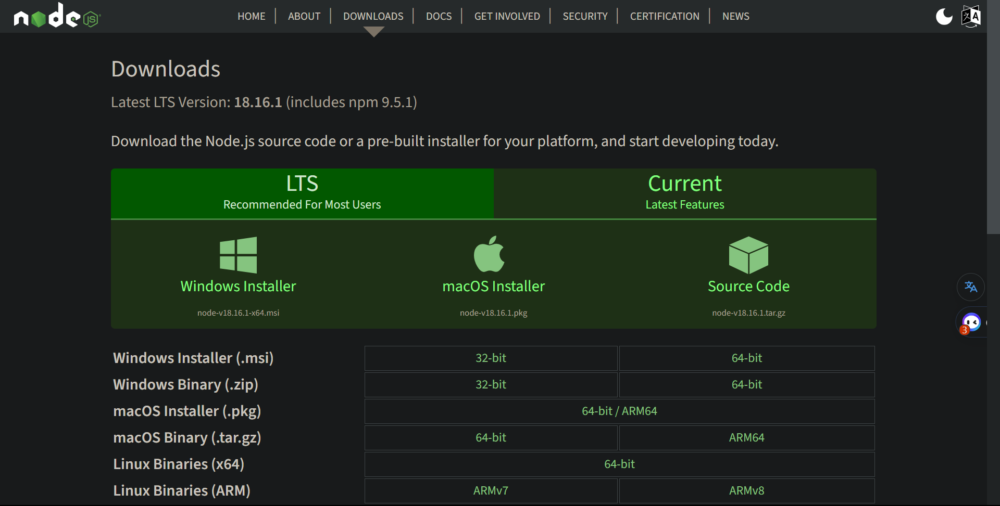 node JS
HOME ABOUT DOWNLOADS DOCS GET INVOLVED SECURITY CERTIFICATION NEWS
Downloads
Latest LTS Version: 18.16.1 (includes npm 9.5.1)
Download the Node.js source code or a pre-built installer for your platform, and start developing today.
LTS
Recommended For Most Users
Current
Latest Features
Windows Installer
node-v18.16.1-x64.msi
macOS Installer
node-v18.16.1.pkg
Source Code
node-v18.16.1.tar.gz
3
Windows Installer (.msi) 32-bit 64-bit
Windows Binary (.zip) 32-bit 64-bit
macOS Installer (.pkg) 64-bit / ARM64
macOS Binary (.tar.gz) 64-bit ARM64
Linux Binaries (x64) 64-bit
Linux Binaries (ARM) ARMv7 ARMv8